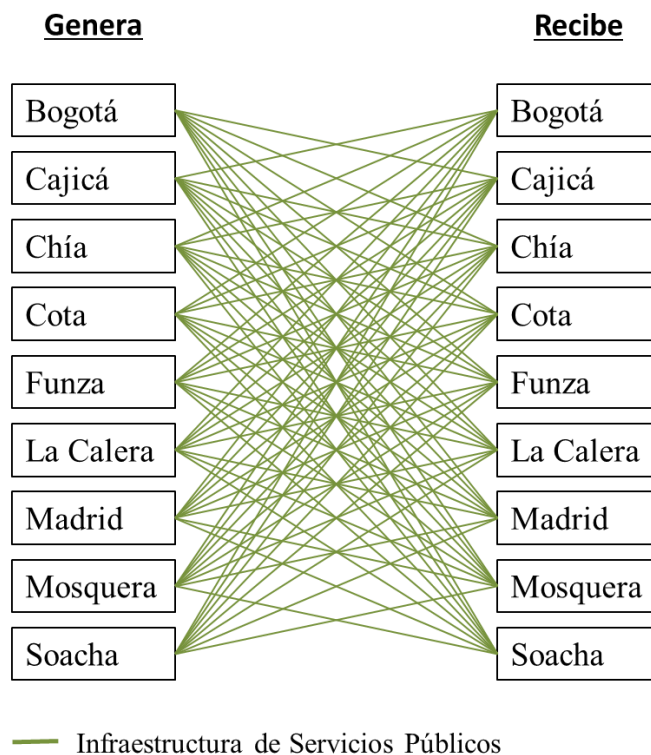 Genera
Recibe
Bogotá
Bogotá
Cajicá
Cajicá
Chía
Chía
Cota
Cota
Funza
Funza
La Calera
La Calera
Madrid
Madrid
Mosquera
Mosquera
Soacha
Soacha
Infraestructura de Servicios Públicos